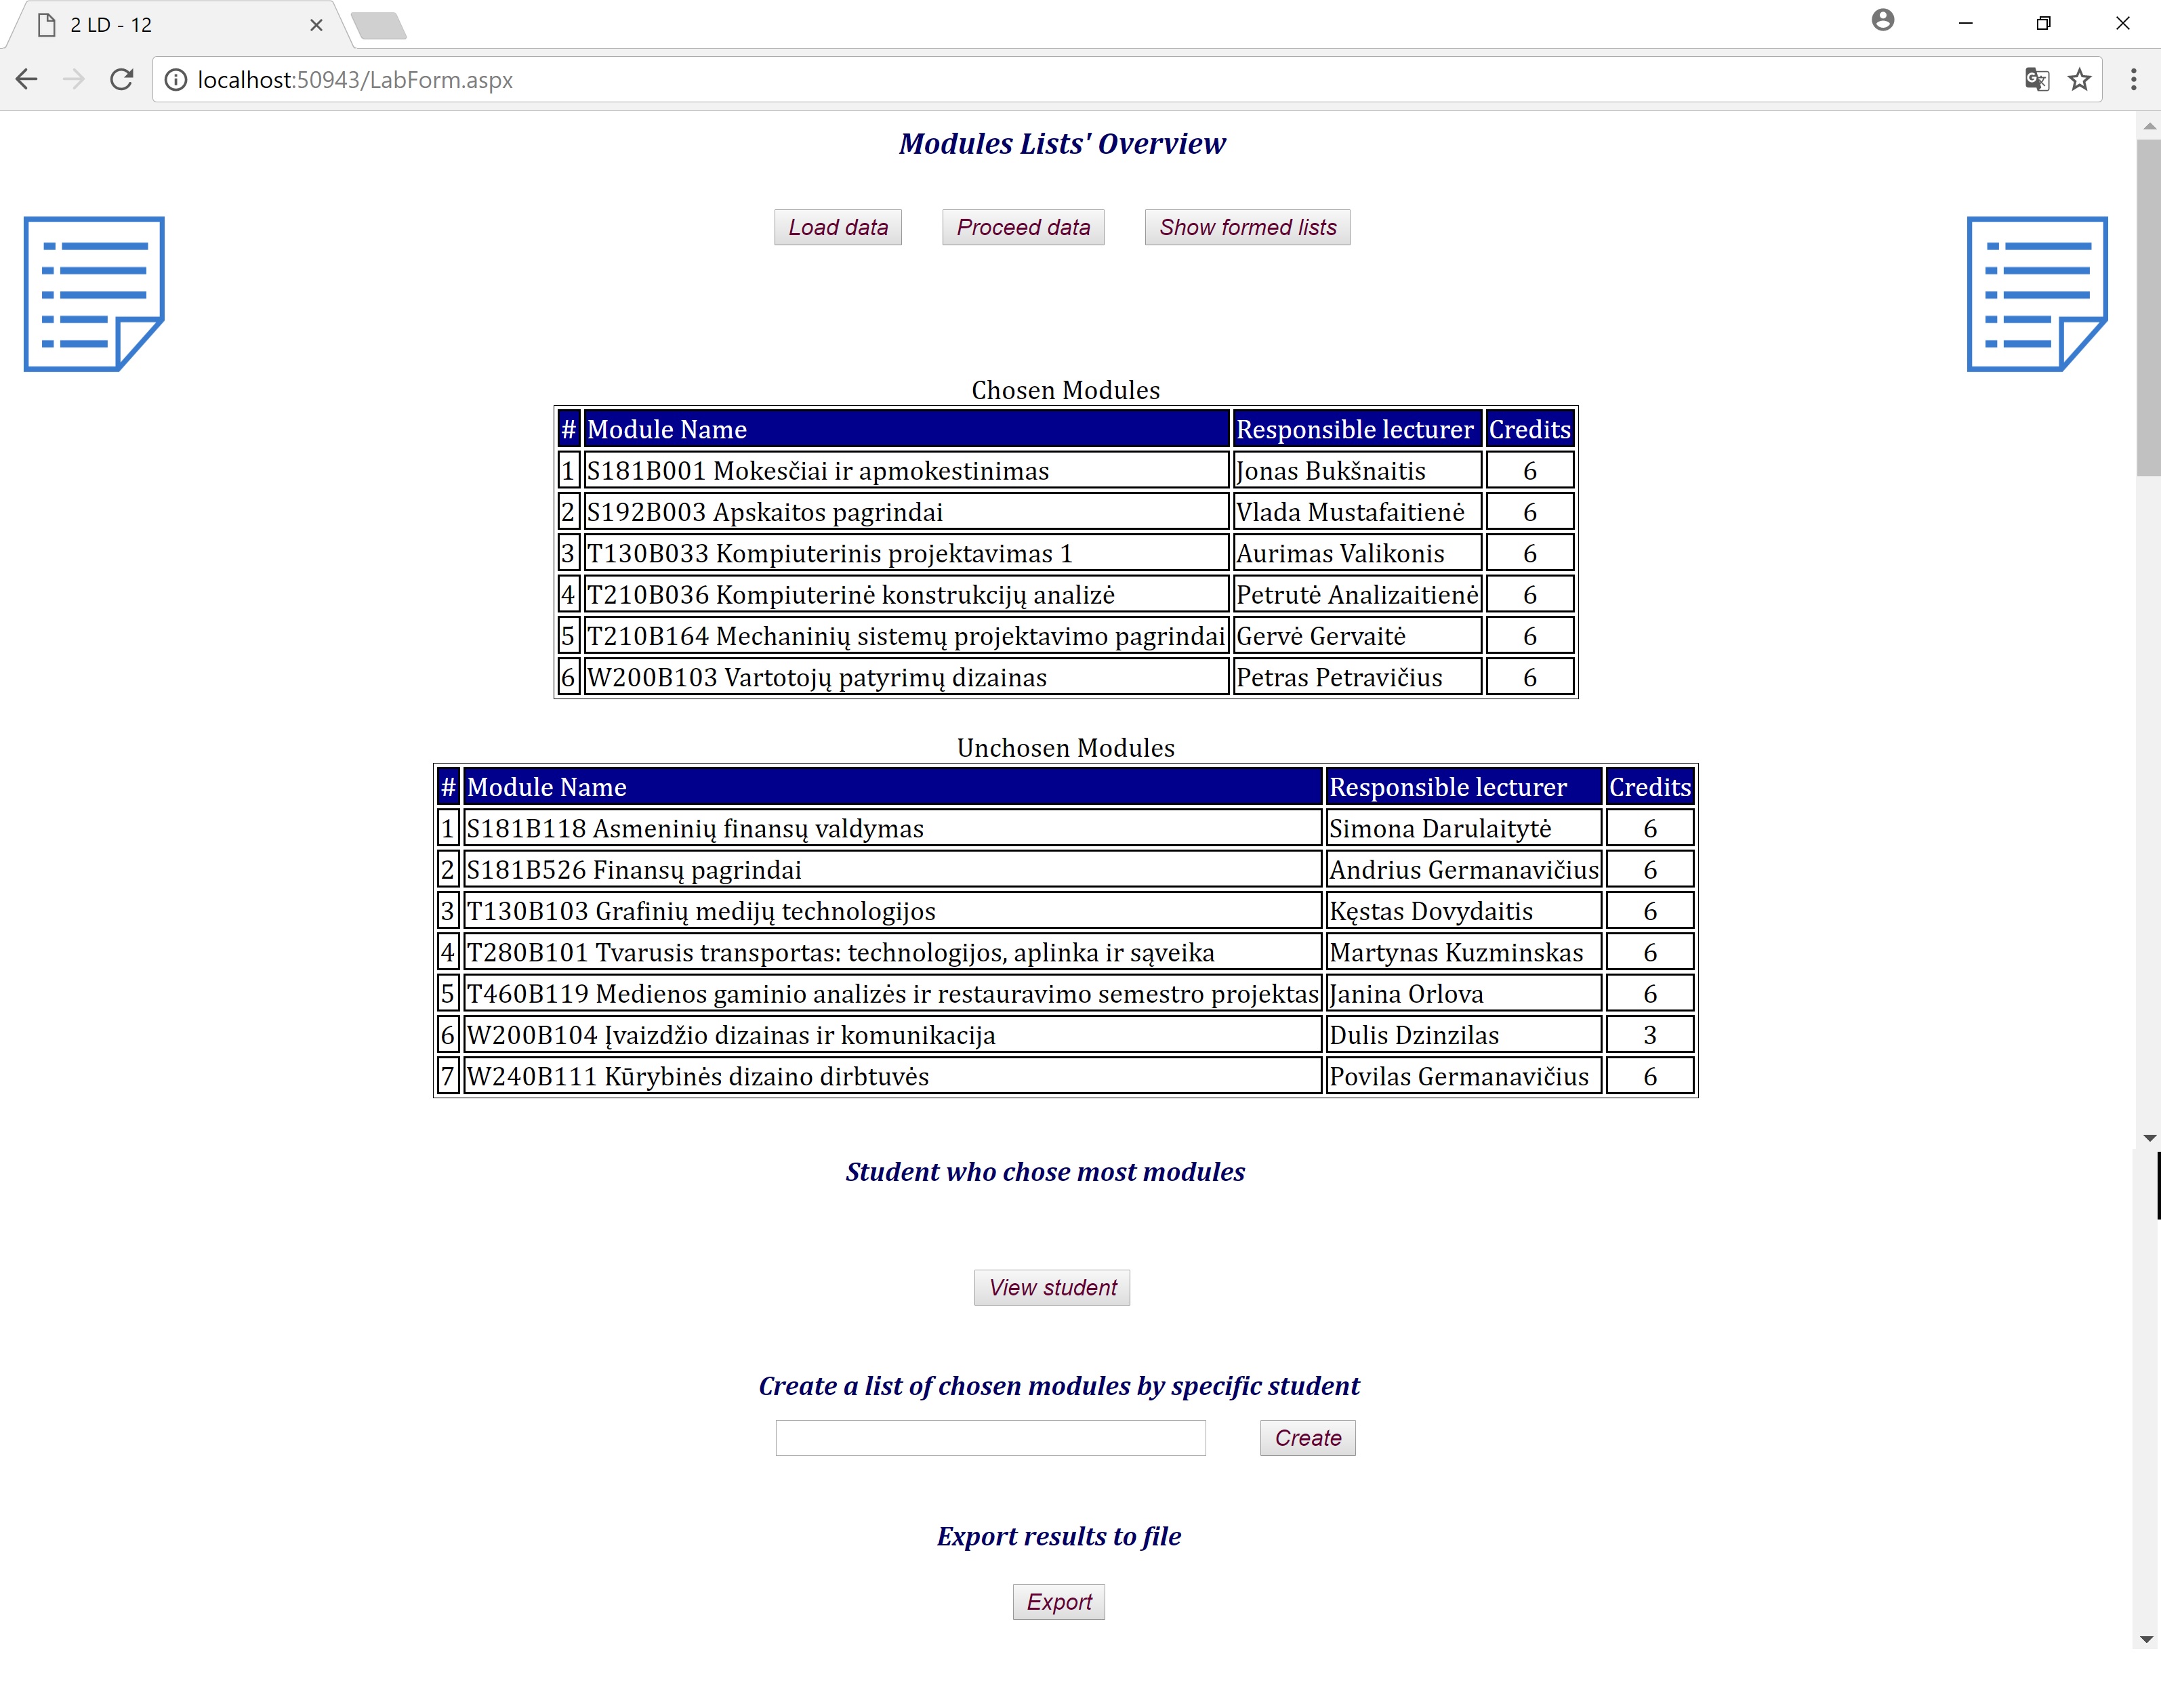 2 LD - 12
localhost:50943/LabForm.aspx
Modules Lists' Overview
Load data Proceed data Show formed lists
Chosen Modules
# Module Name Responsible lecturer Credits
1 S181B001 Mokesčiai ir apmokestinimas Jonas Bukšnaitis 6
2 S192B003 Apskaitos pagrindai Vlada Mustafaitienė 6
3 T130B033 Kompiuterinis projektavimas 1 Aurimas Valikonis 6
4 T210B036 Kompiuterinė konstrukcijų analizė Petrutė Analizaitienė 6
5 T210B164 Mechaninių sistemų projektavimo pagrindai Gervė Gervaitė 6
6 W200B103 Vartotojų patyrimų dizainas Petras Petravičius 6
Unchosen Modules
# Module Name Responsible lecturer Credits
1 S181B118 Asmeninių finansų valdymas Simona Darulaitytė 6
2 S181B526 Finansų pagrindai Andrius Germanavičius 6
3 T130B103 Grafinių medijų technologijos Kęstas Dovydaitis 6
4 T280B101 Tvarusis transportas: technologijos, aplinka ir sąveika Martynas Kuzminskas 6
5 T460B119 Medienos gaminio analizės ir restauravimo semestro projektas Janina Orlova 6
6 W200B104 Įvaizdžio dizainas ir komunikacija Dulis Dzinzilas 3
7 W240B111 Kūrybinės dizaino dirbtuvės Povilas Germanavičius 6
Student who chose most modules
View student
Create a list of chosen modules by specific student
Create
Export results to file
Export